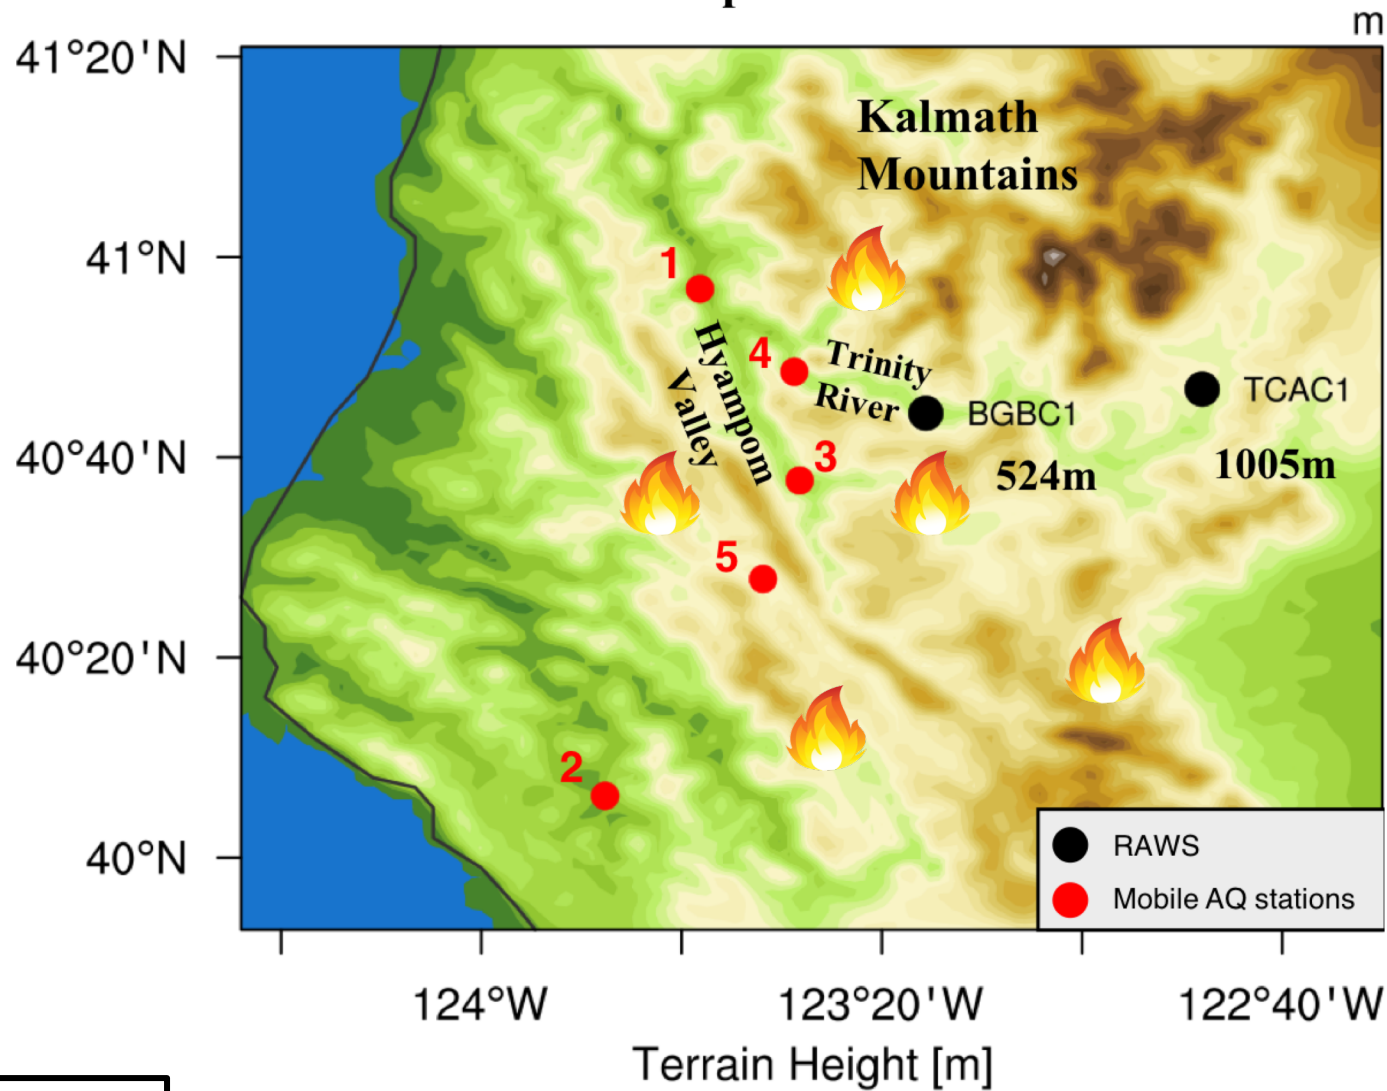 m
41°20'N
Kalmath
Mountains
41°N
1
Hyampom
Valley
4
Trinity
River
BGBC1
TCAC1
40°40'N
3
524m
1005m
5
40°20'N
2
40°N
RAWS
Mobile AQ stations
124°W
123°20'W
122°40'W
Terrain Height [m]